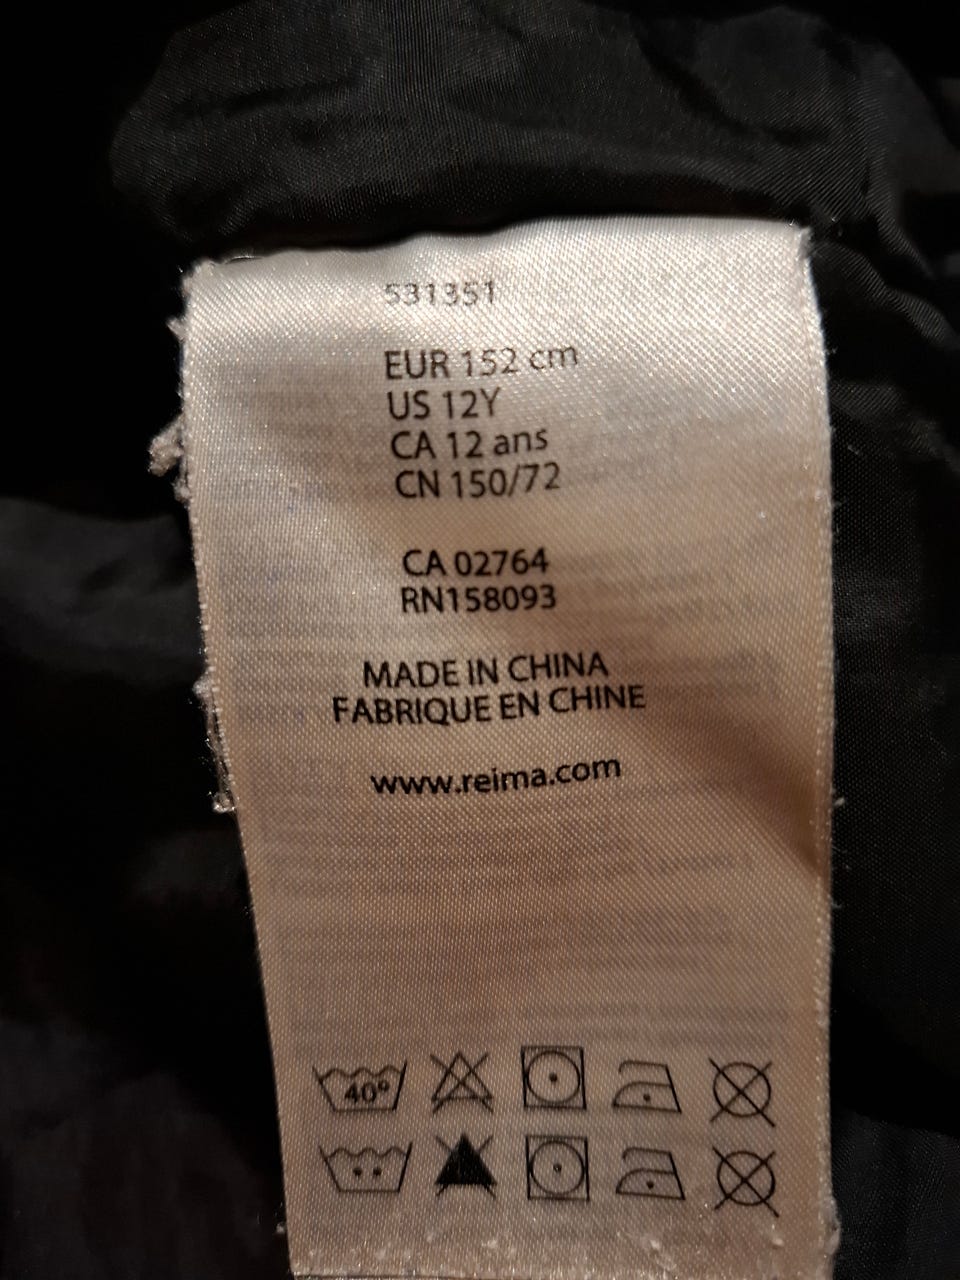 531351
EUR 152 cm
US 12Y
CA 12 ans
CN 150/72
CA 02764
RN158093
MADE IN CHINA
FABRIQUE EN CHINE
www.reima.com
40°